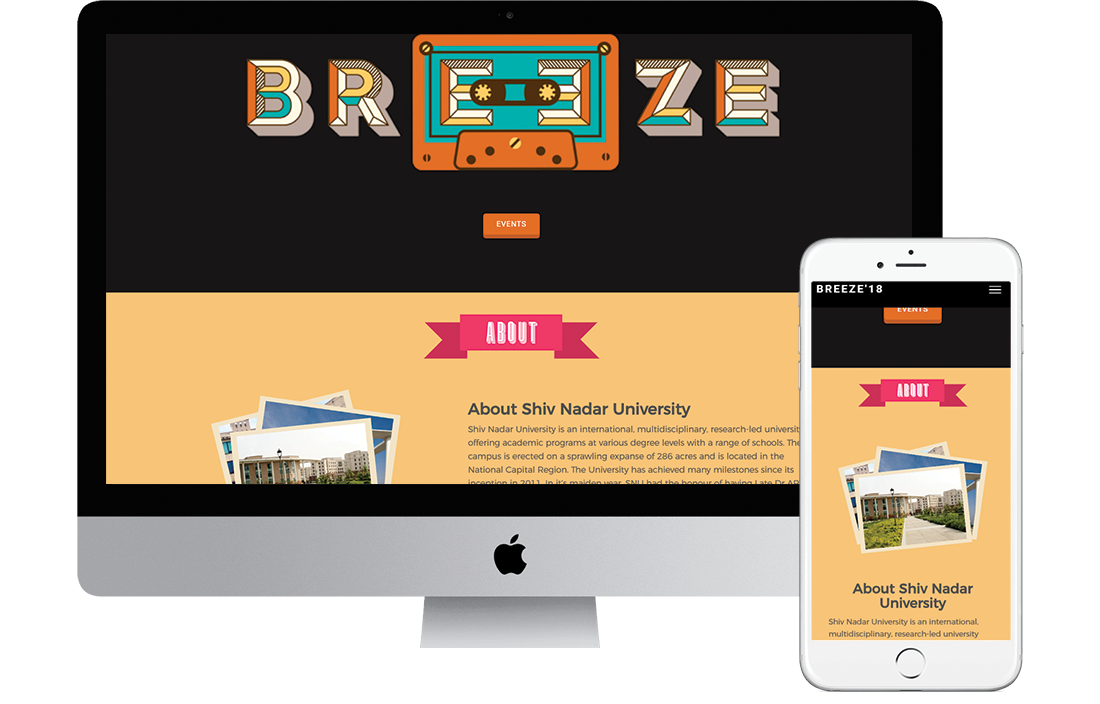 BREEZE
EVENTS
ABOUT
About Shiv Nadar University
Shiv Nadar University is an international, multidisciplinary, research-led
offering academic programs at various degree levels with a range of schools. The
campus is erected on a sprawling expanse of 286 acres and is located in the
National Capital Region. The University has achieved many milestones since its
inception in 2011. In it's maiden year, SNU had the honour of having Late Dr AP
BREEZE'18
EVENTS
ABOUT
About Shiv Nadar
University
Shiv Nadar University is an international,
multidisciplinary, research-led university